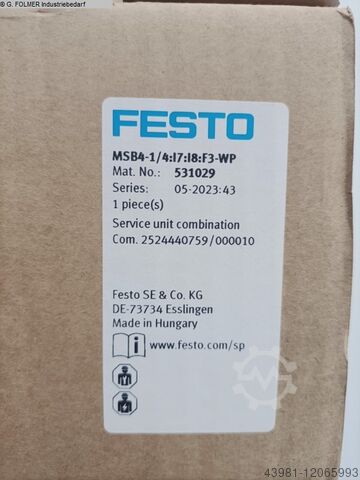 © G. FOLMER Industriebedarf
FESTO
MSB4-1/4:I7:I8:F3-WP
Mat. No.: 531029
Series: 05-2023:43
1 piece(s)
Service unit combination
Com. 2524440759/000010
Festo SE & Co. KG
DE-73734 Esslingen
Made in Hungary
www.festo.com/sp
43981-12065993